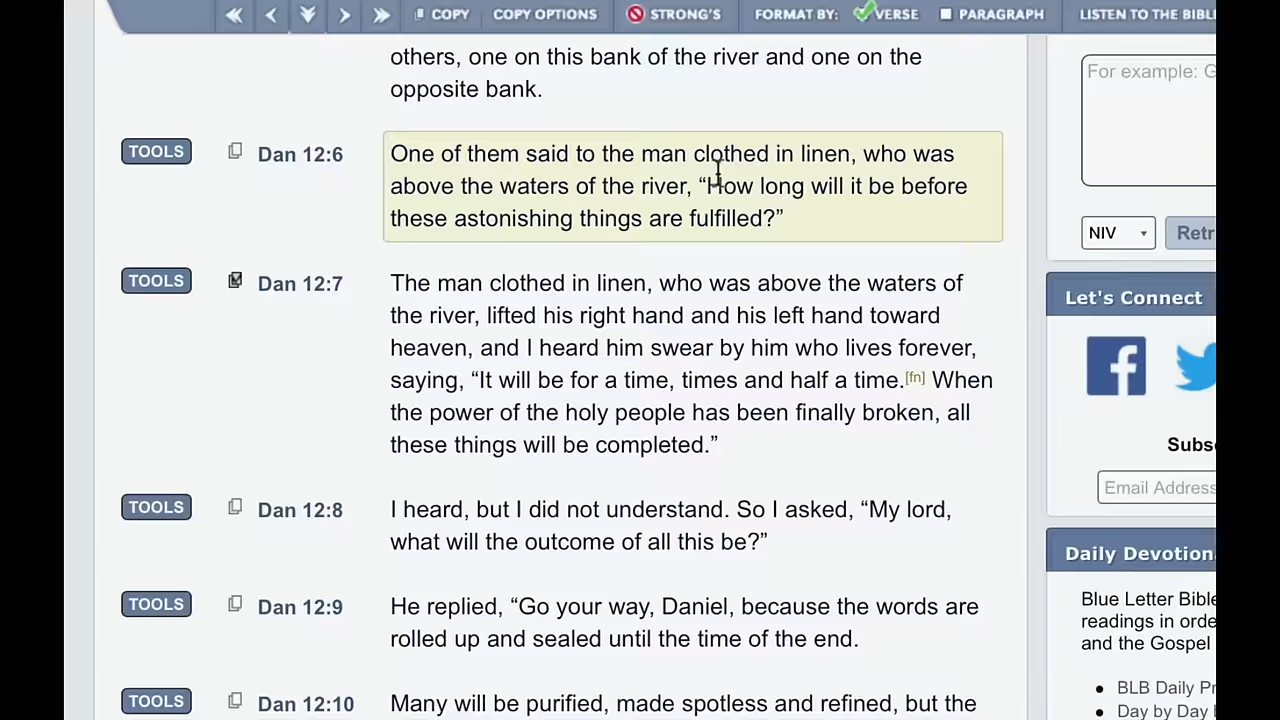 COPY COPY OPTIONS STRONG'S FORMAT BY: VERSE PARAGRAPH LISTEN TO THE BIBL
others, one on this bank of the river and one on the
opposite bank.
TOOLS Dan 12:6 One of them said to the man clothed in linen, who was
above the waters of the river, “How long will it be before
these astonishing things are fulfilled?”
TOOLS Dan 12:7 The man clothed in linen, who was above the waters of
the river, lifted his right hand and his left hand toward
heaven, and I heard him swear by him who lives forever,
saying, “It will be for a time, times and half a time.[fn] When
the power of the holy people has been finally broken, all
these things will be completed.”
TOOLS Dan 12:8 I heard, but I did not understand. So I asked, “My lord,
what will the outcome of all this be?”
TOOLS Dan 12:9 He replied, “Go your way, Daniel, because the words are
rolled up and sealed until the time of the end.
TOOLS Dan 12:10 Many will be purified, made spotless and refined, but the
For example: G
NIV Retr
Let's Connect
Subs
Email Address
Daily Devotion
Blue Letter Bible
readings in orde
and the Gospel
• BLB Daily Pr
• Day by Day